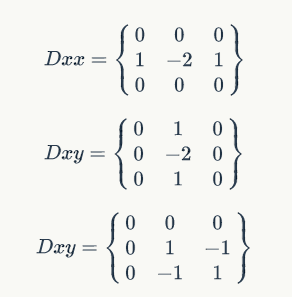 Dxx = { 0 0 0
1 −2 1
0 0 0 }
Dxy = { 0 1 0
0 −2 0
0 1 0 }
Dxy = { 0 0 0
0 1 −1
0 −1 1 }